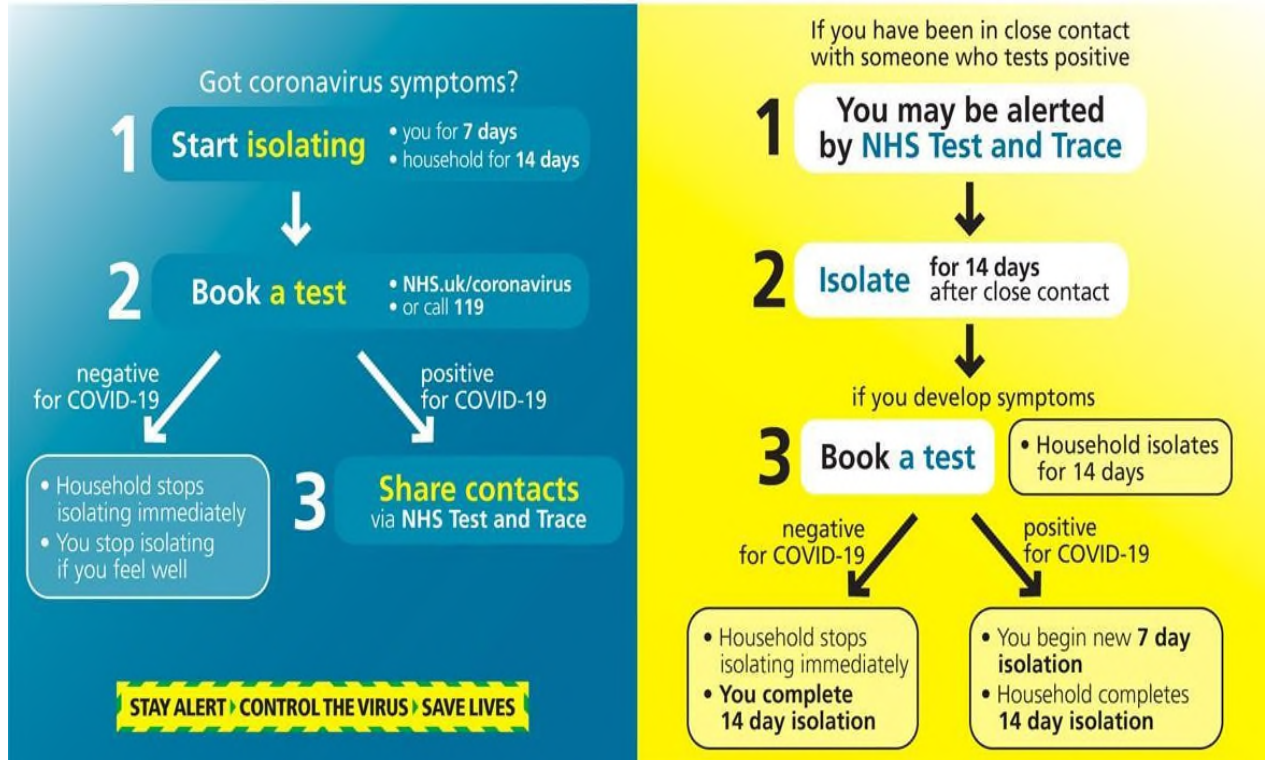 Got coronavirus symptoms?
1
Start isolating
• you for 7 days
• household for 14 days
2
Book a test
• NHS.uk/coronavirus
• or call 119
negative
for COVID-19
positive
for COVID-19
• Household stops
isolating immediately
• You stop isolating
if you feel well
3
Share contacts
via NHS Test and Trace
STAY ALERT CONTROL THE VIRUS SAVE LIVES
If you have been in close contact
with someone who tests positive
1
You may be alerted
by NHS Test and Trace
2
Isolate
for 14 days
after close contact
if you develop symptoms
3
Book a test
• Household isolates
for 14 days
negative
for COVID-19
positive
for COVID-19
• Household stops
isolating immediately
• You complete
14 day isolation
• You begin new 7 day
isolation
• Household completes
14 day isolation